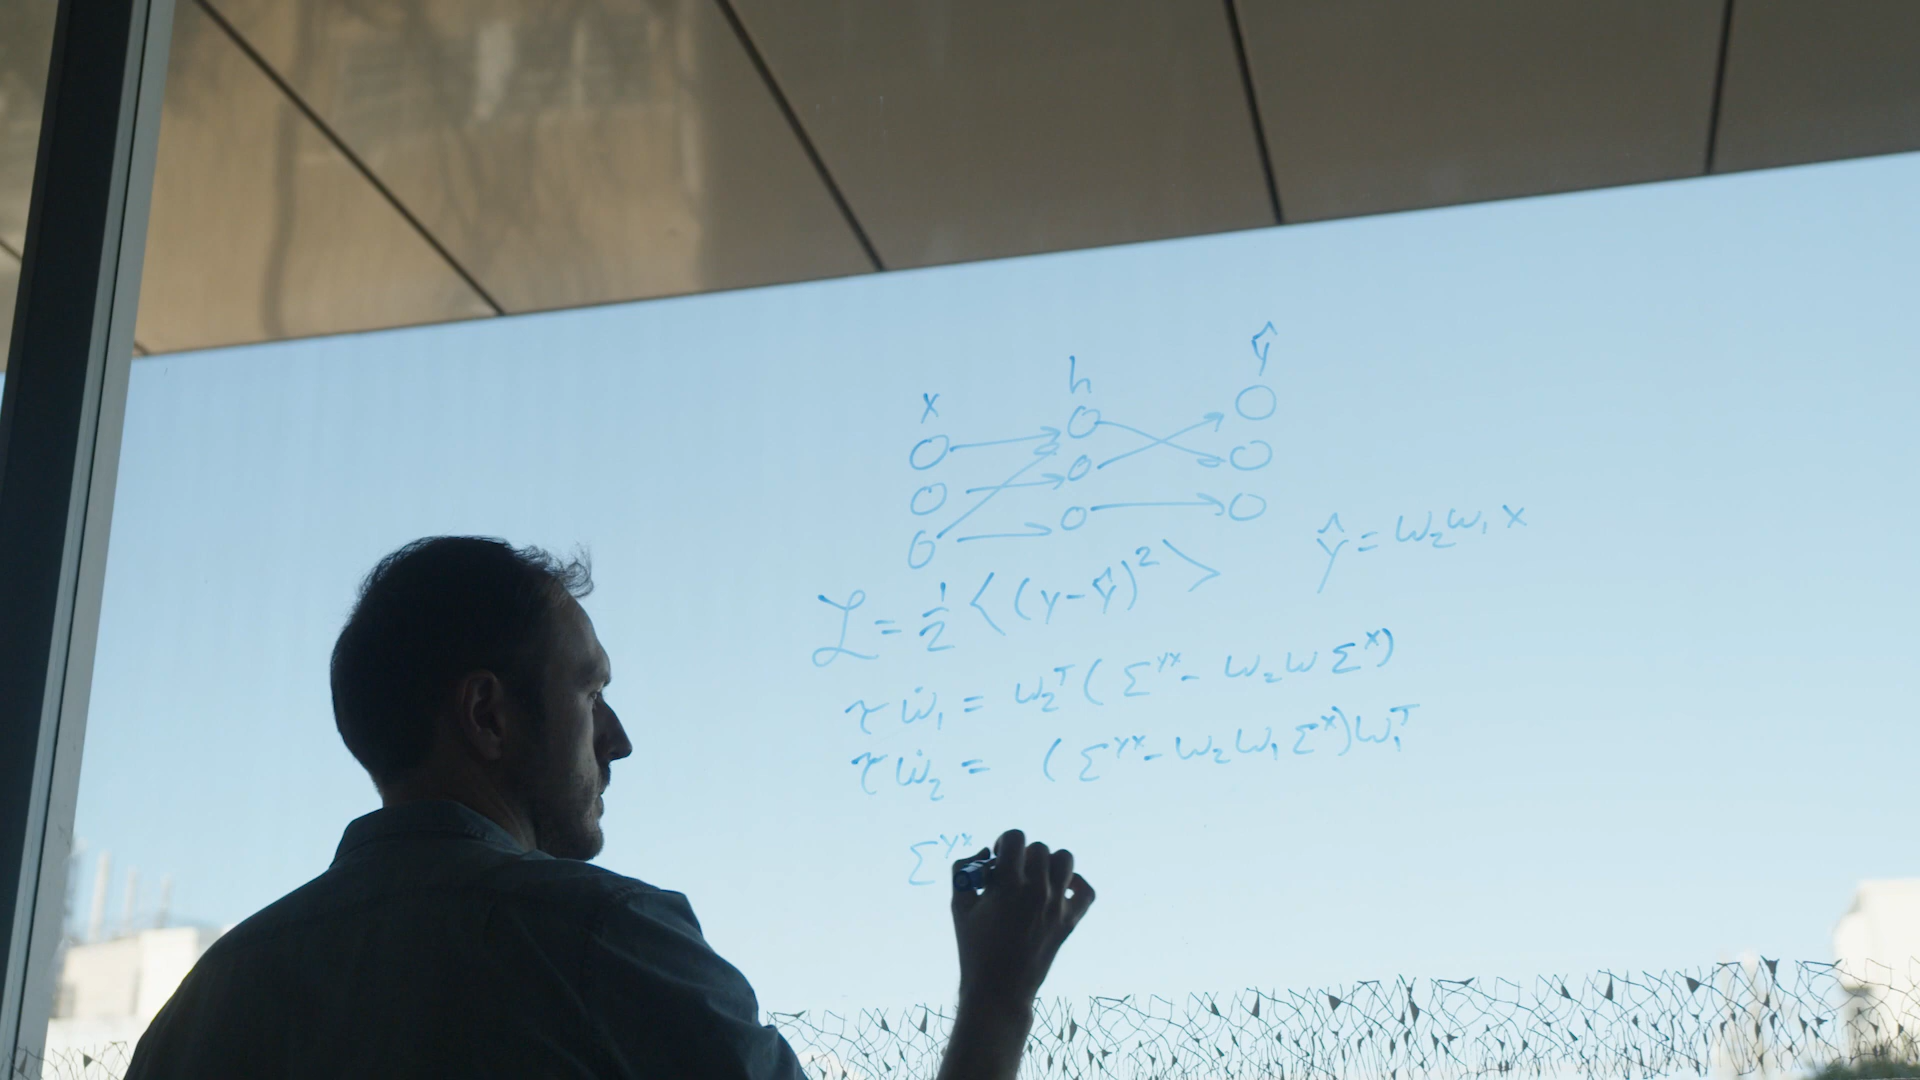 x h ŷ
ŷ = w₂w₁x
ℒ = 1/2 ⟨(y-ŷ)²⟩
τẇ₁ = w₂ᵀ(Σʸˣ - w₂w Σˣ)
τẇ₂ = (Σʸˣ - w₂w₁Σˣ)w₁ᵀ
Σʸˣ